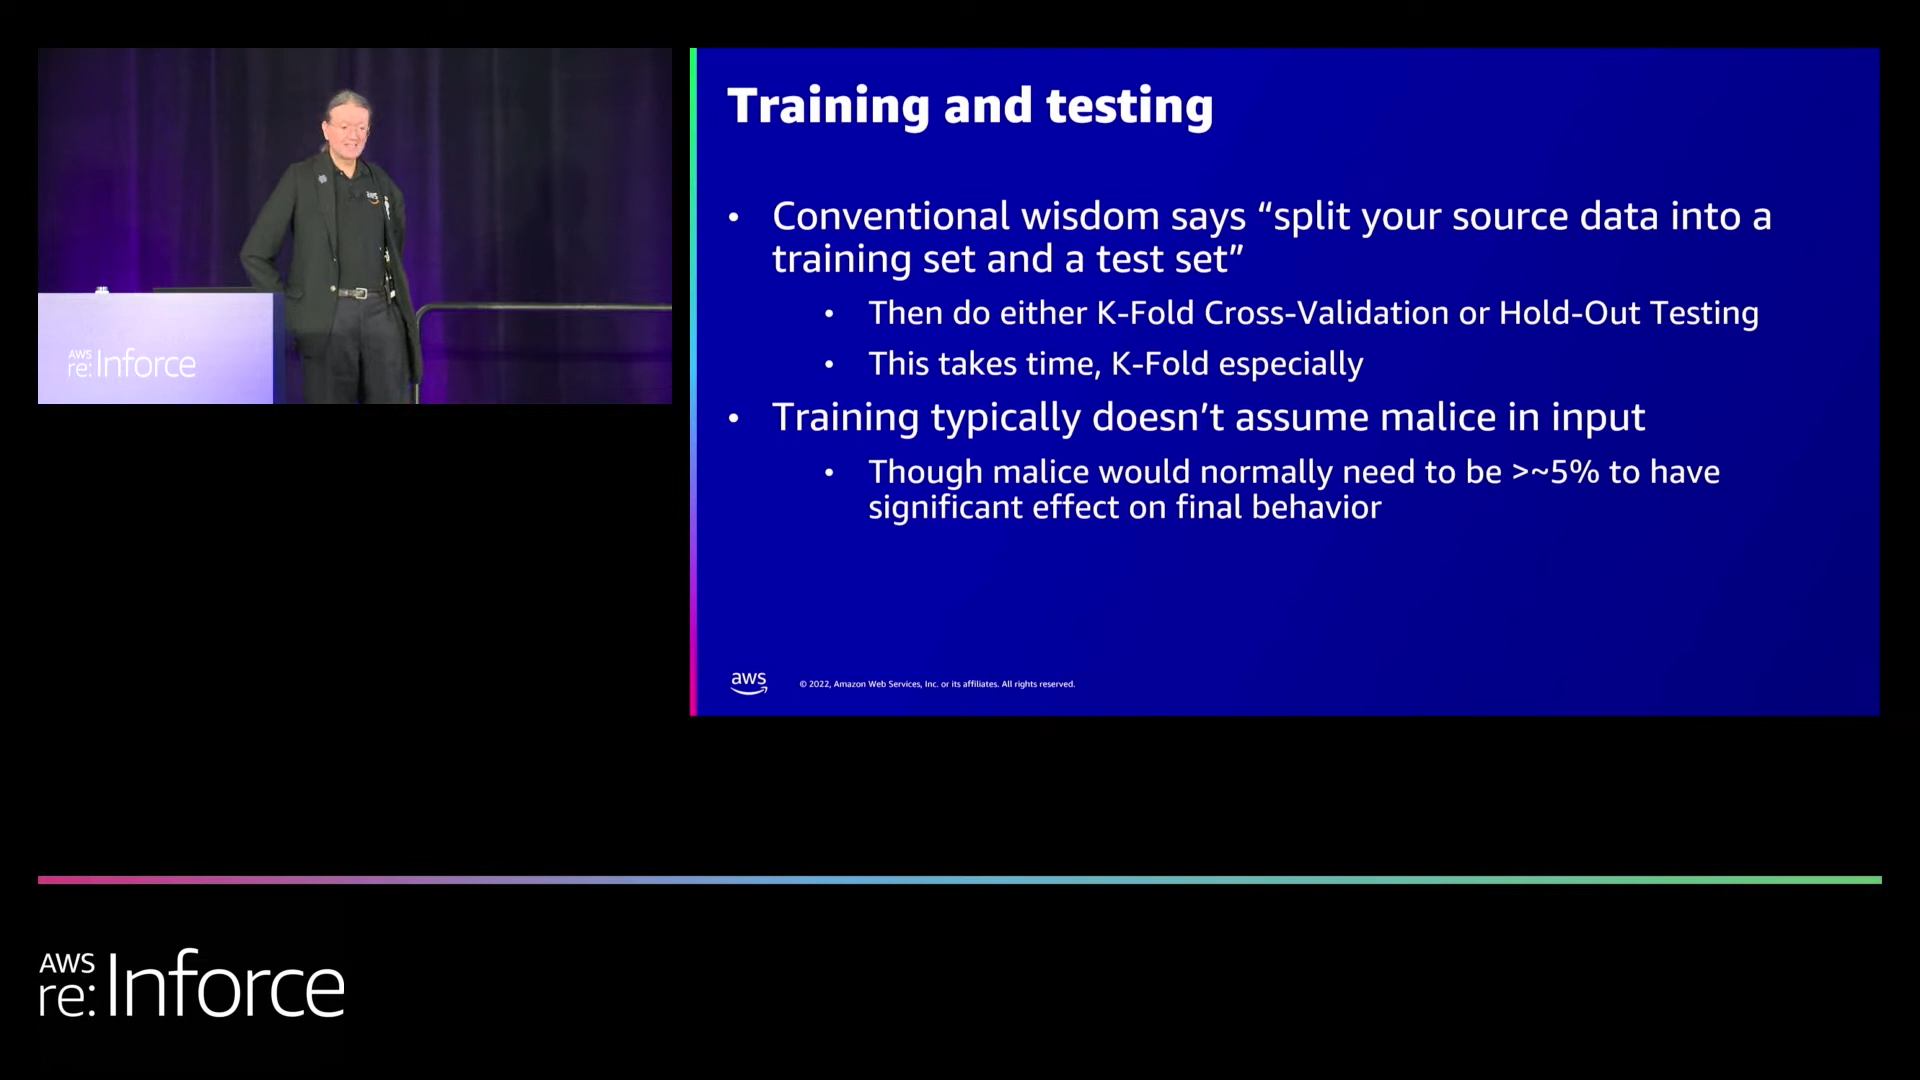 aws
AWS
re: Inforce
Training and testing
• Conventional wisdom says “split your source data into a
training set and a test set”
• Then do either K-Fold Cross-Validation or Hold-Out Testing
• This takes time, K-Fold especially
• Training typically doesn’t assume malice in input
• Though malice would normally need to be >~5% to have
significant effect on final behavior
aws
© 2022, Amazon Web Services, Inc. or its affiliates. All rights reserved.
AWS
re: Inforce